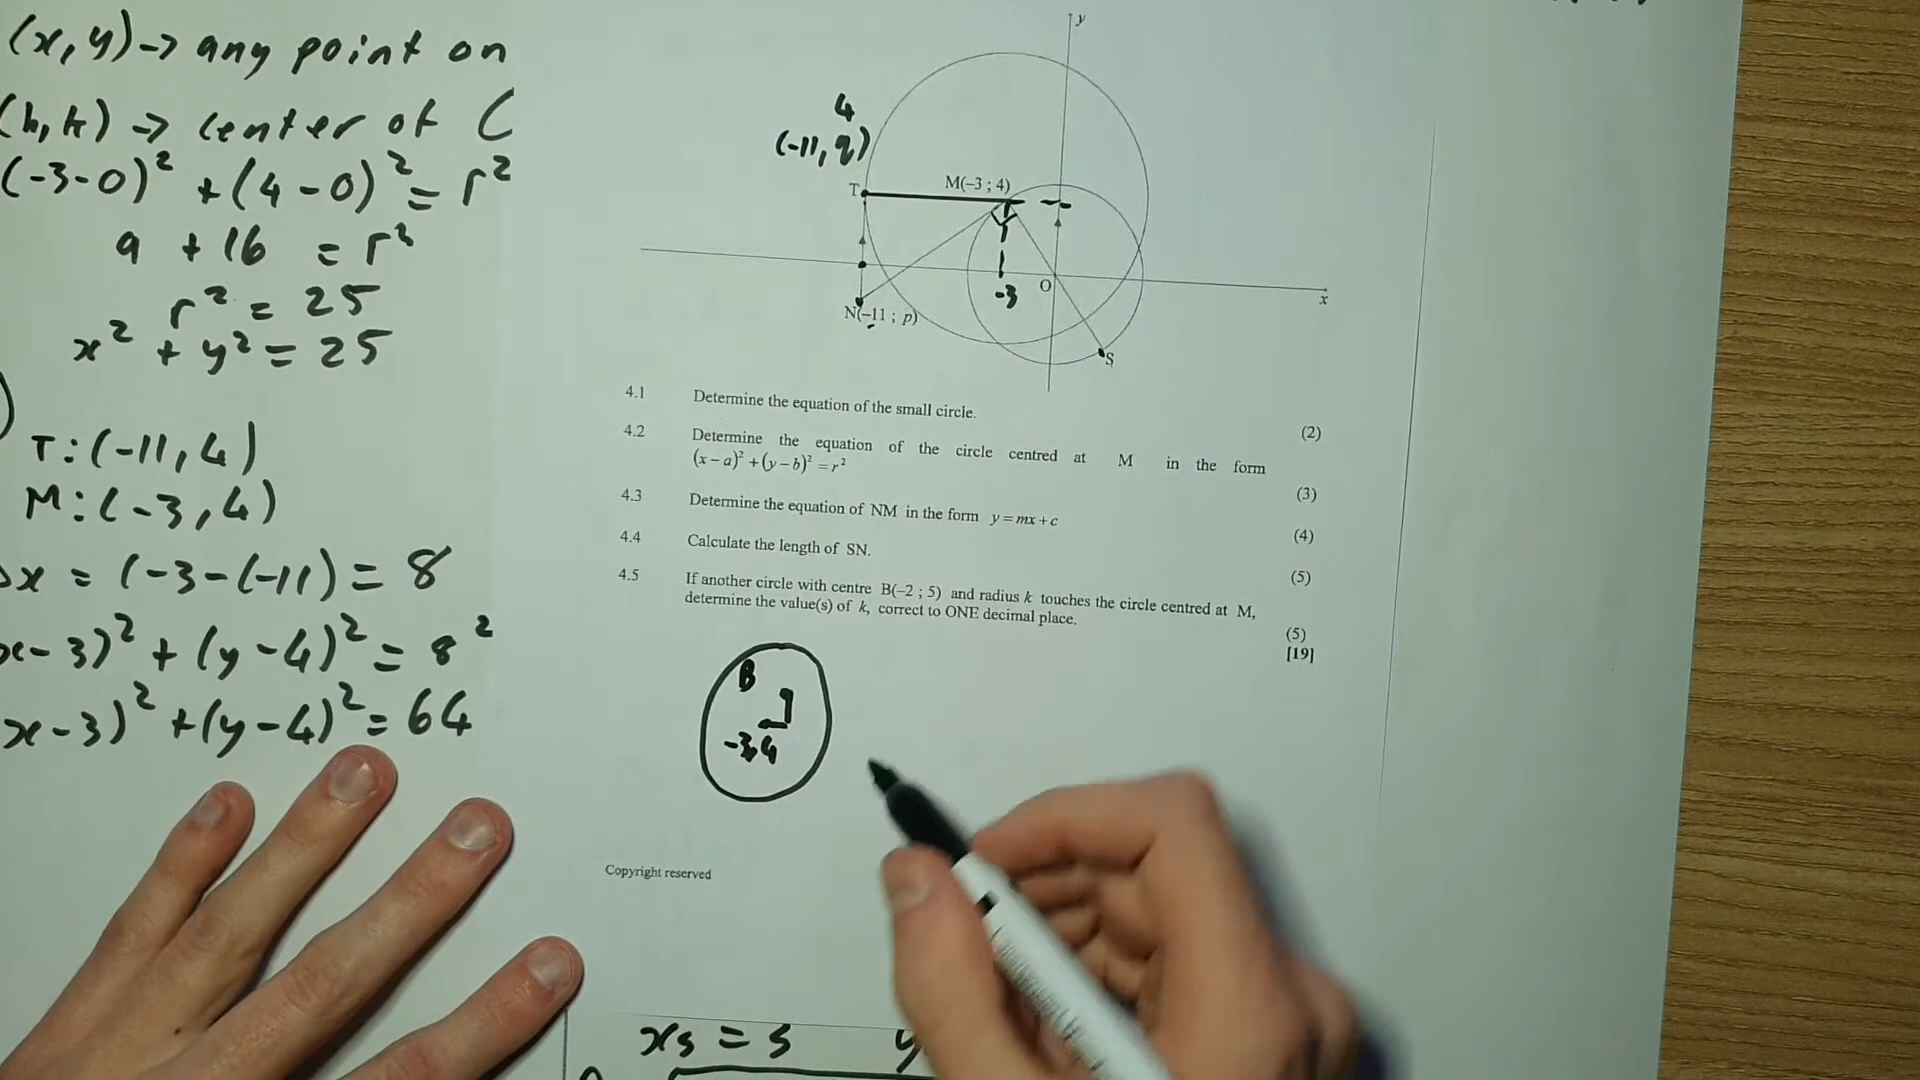 (x,y) -> any point on
(h,k) -> center of C
(-3-0)² + (4-0)² = r²
9 + 16 = r²
r² = 25
x² + y² = 25
)
T: (-11,4)
M: (-3,4)
x = (-3-(-11) = 8
x-3)² + (y-4)² = 8²
x-3)² + (y-4)² = 64
y
4
(-11, q)
T
M(–3 ; 4)
-3
O
x
N(–11 ; p)
S
4.1 Determine the equation of the small circle. (2)
4.2 Determine the equation of the circle centred at M in the form
(x – a)² + (y – b)² = r² (3)
4.3 Determine the equation of NM in the form y = mx + c (4)
4.4 Calculate the length of SN. (5)
4.5 If another circle with centre B(–2 ; 5) and radius k touches the circle centred at M,
determine the value(s) of k, correct to ONE decimal place. (5)
[19]
B
-3,4
Copyright reserved
xs = 3 y